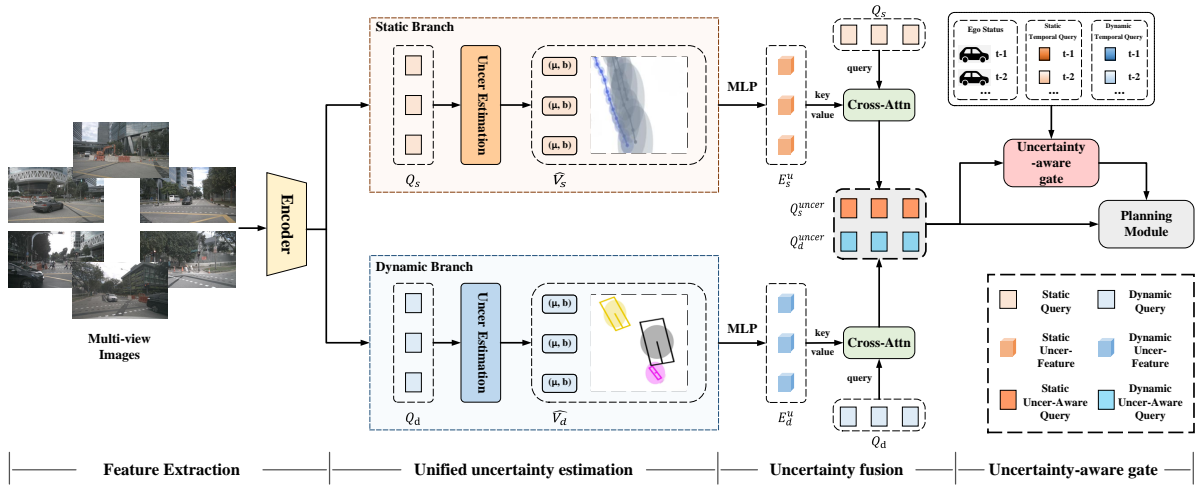 Static Branch
Q_s
Uncer Estimation
(μ, b)
(μ, b)
(μ, b)
\widehat{V_s}
MLP
E_s^u
Q_s
query
key
value
Cross-Attn
Ego Status
t-1
t-2
...
Static
Temporal Query
t-1
t-2
...
Dynamic
Temporal Query
t-1
t-2
...
Uncertainty
-aware
gate
Planning
Module
Multi-view
Images
Encoder
Q_s^{uncer}
Q_d^{uncer}
Dynamic Branch
Q_d
Uncer Estimation
(μ, b)
(μ, b)
(μ, b)
\widehat{V_d}
MLP
E_d^u
key
value
Cross-Attn
query
Q_d
Static
Query
Dynamic
Query
Static
Uncer-
Feature
Dynamic
Uncer-
Feature
Static
Uncer-Aware
Query
Dynamic
Uncer-Aware
Query
Feature Extraction
Unified uncertainty estimation
Uncertainty fusion
Uncertainty-aware gate